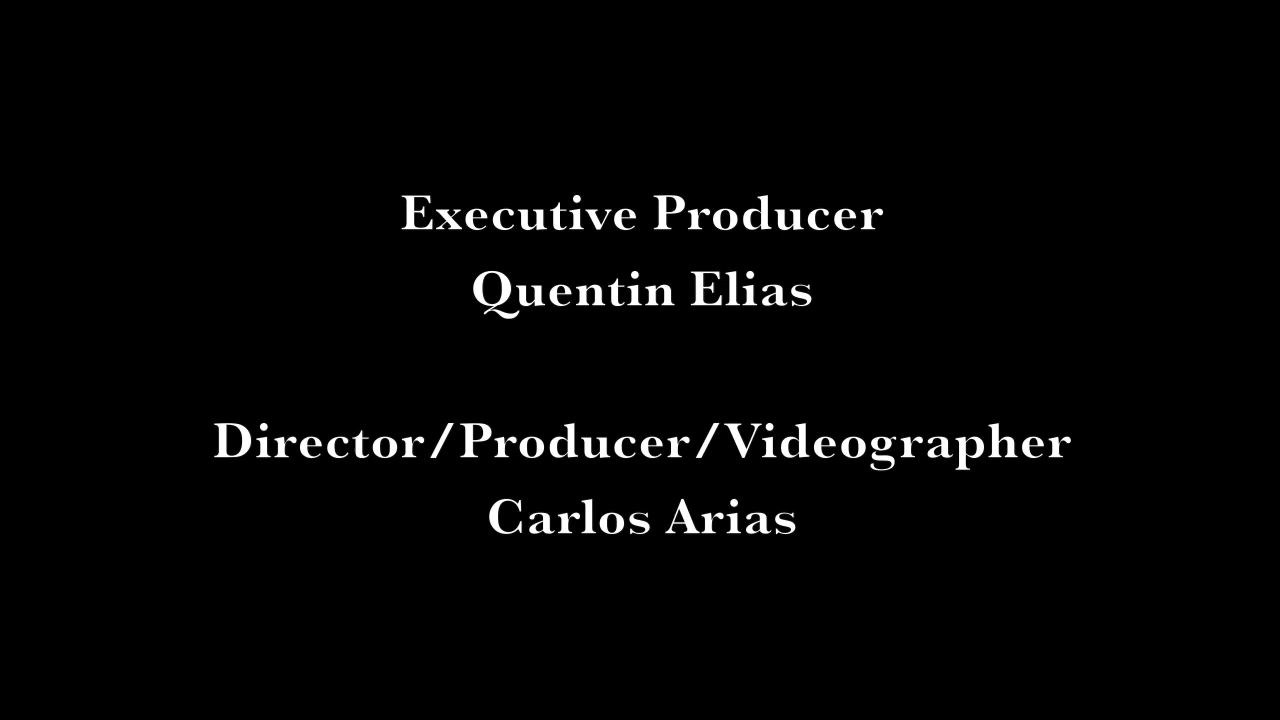 Executive Producer
Quentin Elias
Director/Producer/Videographer
Carlos Arias